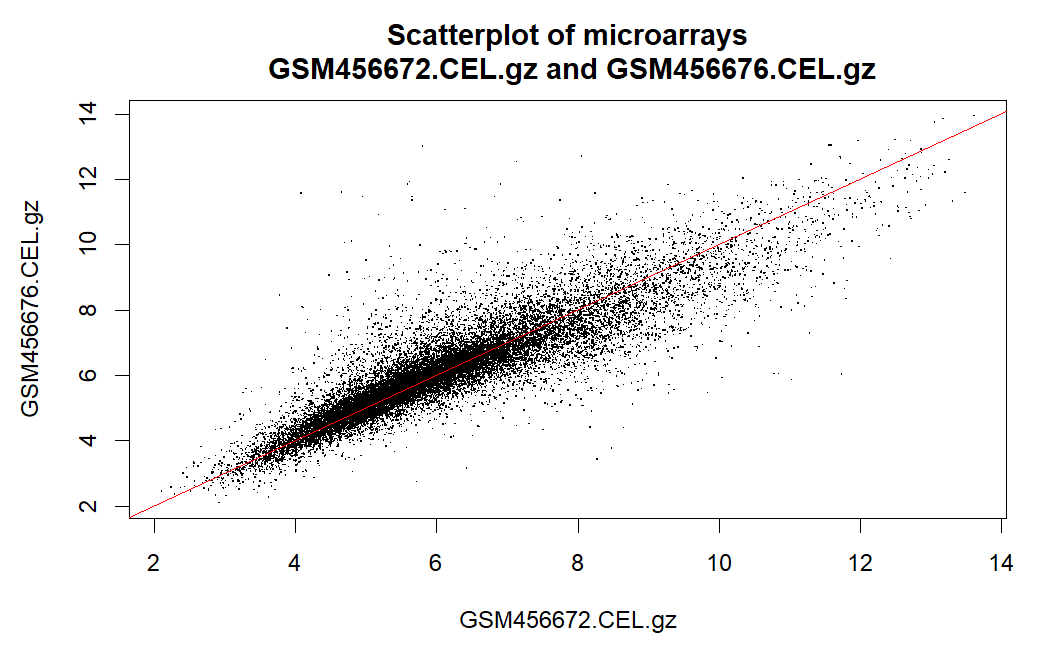 Scatterplot of microarrays
GSM456672.CEL.gz and GSM456676.CEL.gz
14
12
10
8
6
4
2
GSM456676.CEL.gz
2 4 6 8 10 12 14
GSM456672.CEL.gz